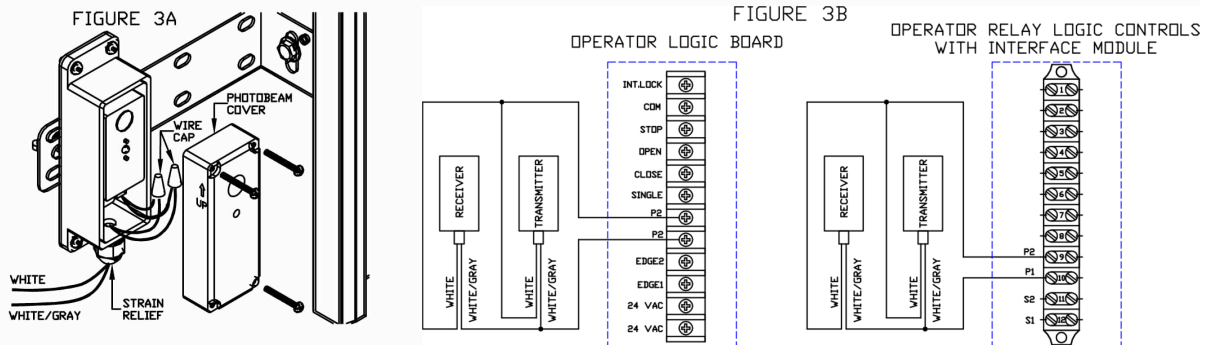 FIGURE 3A
PHOTOBEAM
COVER
WIRE
CAP
UP
WHITE
WHITE/GRAY
STRAIN
RELIEF
FIGURE 3B
OPERATOR LOGIC BOARD
INT.LOCK
COM
STOP
OPEN
CLOSE
SINGLE
P2
P2
EDGE2
EDGE1
24 VAC
24 VAC
RECEIVER
TRANSMITTER
WHITE
WHITE/GRAY
WHITE
WHITE/GRAY
OPERATOR RELAY LOGIC CONTROLS
WITH INTERFACE MODULE
1
2
3
4
5
6
7
8
P2 9
P1 10
S2 11
S1 12
RECEIVER
TRANSMITTER
WHITE
WHITE/GRAY
WHITE
WHITE/GRAY